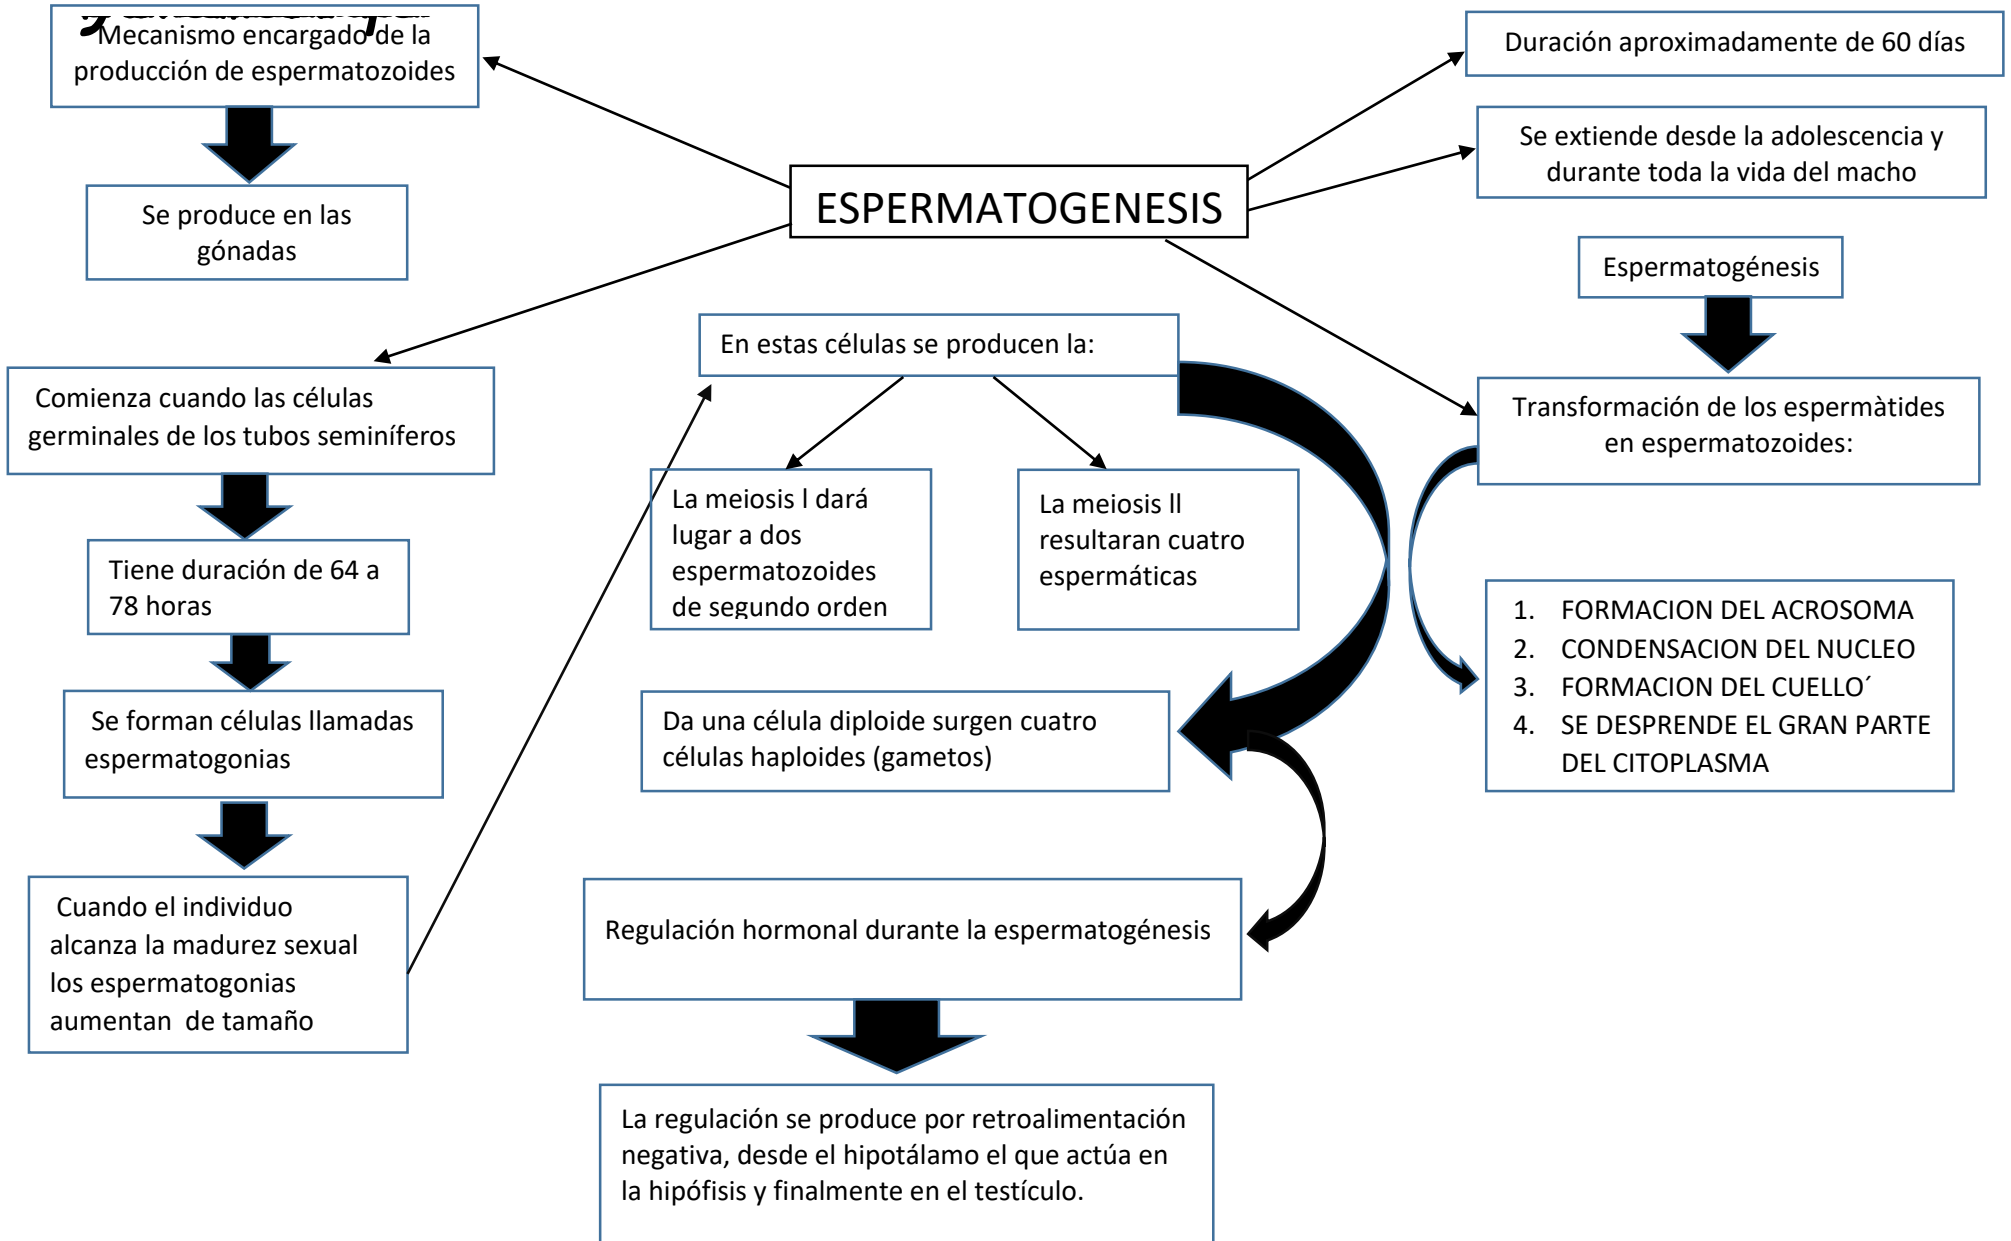 Mecanismo encargado de la
producción de espermatozoides
Se produce en las
gónadas
ESPERMATOGENESIS
Duración aproximadamente de 60 días
Se extiende desde la adolescencia y
durante toda la vida del macho
Espermatogénesis
Transformación de los espermàtides
en espermatozoides:
1. FORMACION DEL ACROSOMA
2. CONDENSACION DEL NUCLEO
3. FORMACION DEL CUELLO´
4. SE DESPRENDE EL GRAN PARTE
DEL CITOPLASMA
Comienza cuando las células
germinales de los tubos seminíferos
Tiene duración de 64 a
78 horas
Se forman células llamadas
espermatogonias
Cuando el individuo
alcanza la madurez sexual
los espermatogonias
aumentan de tamaño
En estas células se producen la:
La meiosis l dará
lugar a dos
espermatozoides
de segundo orden
La meiosis ll
resultaran cuatro
espermáticas
Da una célula diploide surgen cuatro
células haploides (gametos)
Regulación hormonal durante la espermatogénesis
La regulación se produce por retroalimentación
negativa, desde el hipotálamo el que actúa en
la hipófisis y finalmente en el testículo.